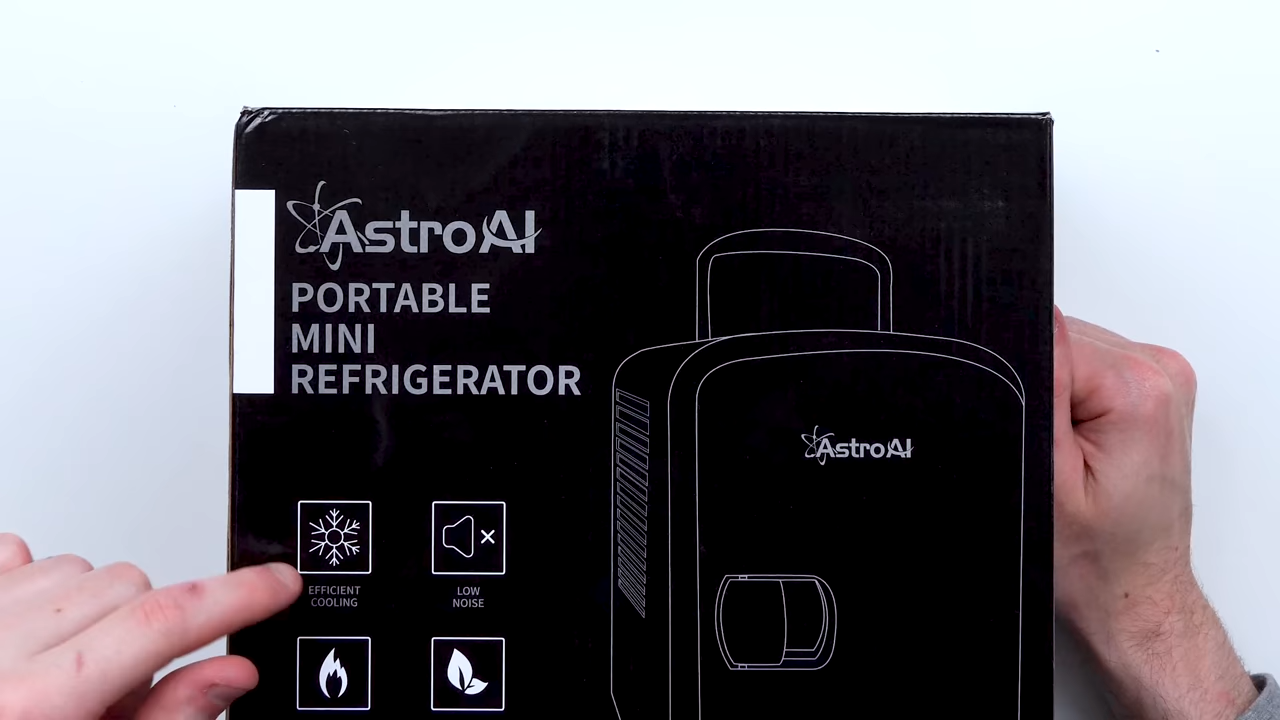 AstroAI
PORTABLE
MINI
REFRIGERATOR
AstroAI
EFFICIENT
COOLING
LOW
NOISE